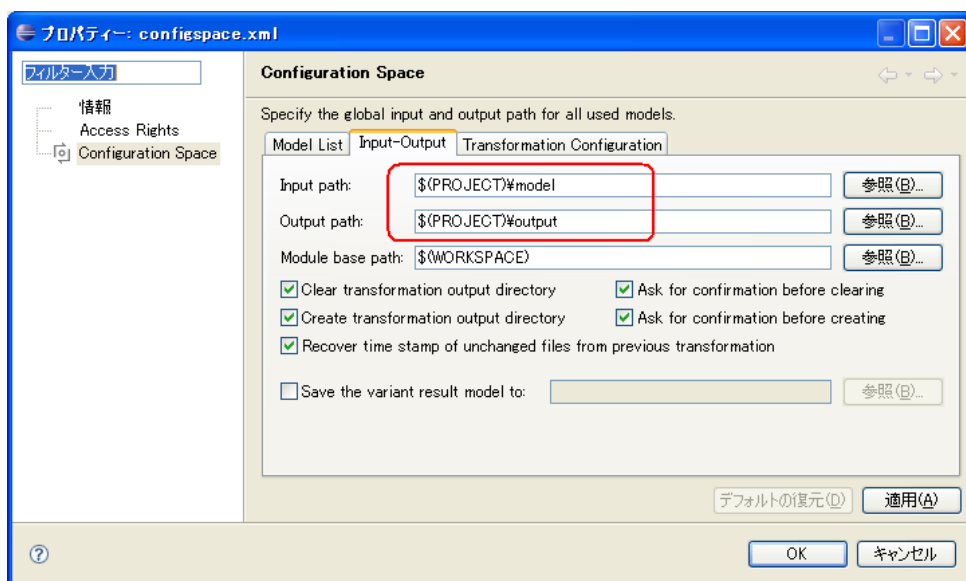 プロパティー: configspace.xml
フィルター入力
情報
Access Rights
Configuration Space
Configuration Space
Specify the global input and output path for all used models.
Model List Input-Output Transformation Configuration
Input path: $(PROJECT)¥model 参照(B)...
Output path: $(PROJECT)¥output 参照(B)...
Module base path: $(WORKSPACE) 参照(B)...
Clear transformation output directory Ask for confirmation before clearing
Create transformation output directory Ask for confirmation before creating
Recover time stamp of unchanged files from previous transformation
Save the variant result model to: 参照(B)...
デフォルトの復元(D) 適用(A)
OK キャンセル